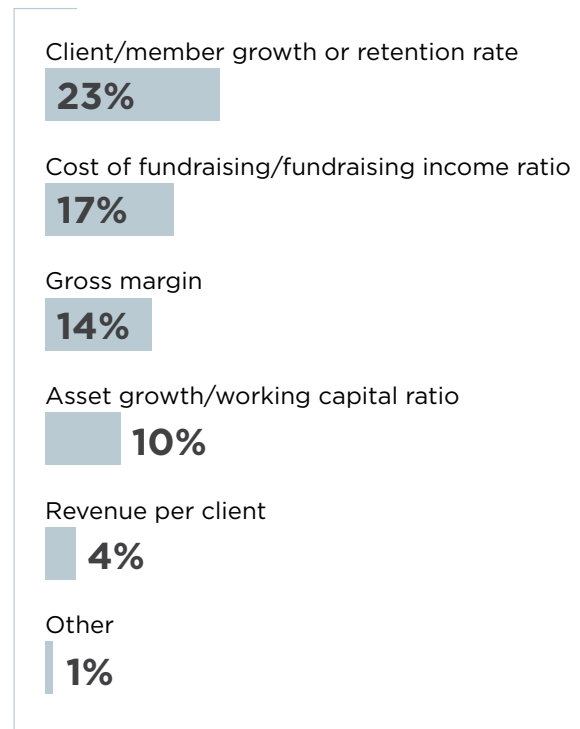 Client/member growth or retention rate
23%
Cost of fundraising/fundraising income ratio
17%
Gross margin
14%
Asset growth/working capital ratio
10%
Revenue per client
4%
Other
1%